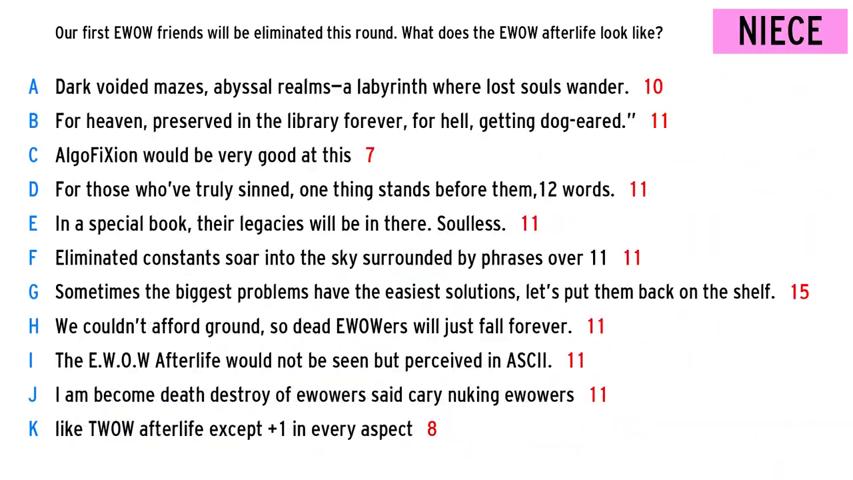 Our first EWOW friends will be eliminated this round. What does the EWOW afterlife look like?
NIECE
A Dark voided mazes, abyssal realms—a labyrinth where lost souls wander. 10
B For heaven, preserved in the library forever, for hell, getting dog-eared.” 11
C AlgoFiXion would be very good at this 7
D For those who’ve truly sinned, one thing stands before them,12 words. 11
E In a special book, their legacies will be in there. Soulless. 11
F Eliminated constants soar into the sky surrounded by phrases over 11 11
G Sometimes the biggest problems have the easiest solutions, let’s put them back on the shelf. 15
H We couldn’t afford ground, so dead EWOWers will just fall forever. 11
I The E.W.O.W Afterlife would not be seen but perceived in ASCII. 11
J I am become death destroy of ewowers said cary nuking ewowers 11
K like TWOW afterlife except +1 in every aspect 8